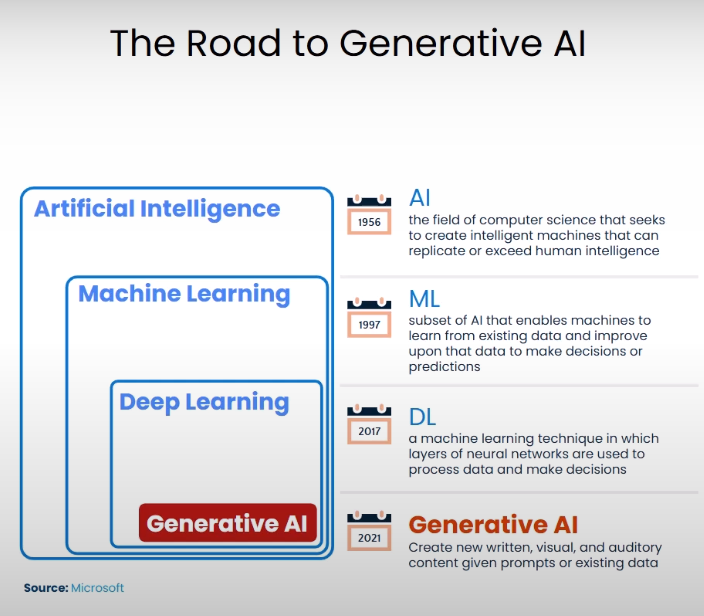 The Road to Generative AI
Artificial Intelligence
Machine Learning
Deep Learning
Generative AI
1956
AI
the field of computer science that seeks
to create intelligent machines that can
replicate or exceed human intelligence
1997
ML
subset of AI that enables machines to
learn from existing data and improve
upon that data to make decisions or
predictions
2017
DL
a machine learning technique in which
layers of neural networks are used to
process data and make decisions
2021
Generative AI
Create new written, visual, and auditory
content given prompts or existing data
Source: Microsoft